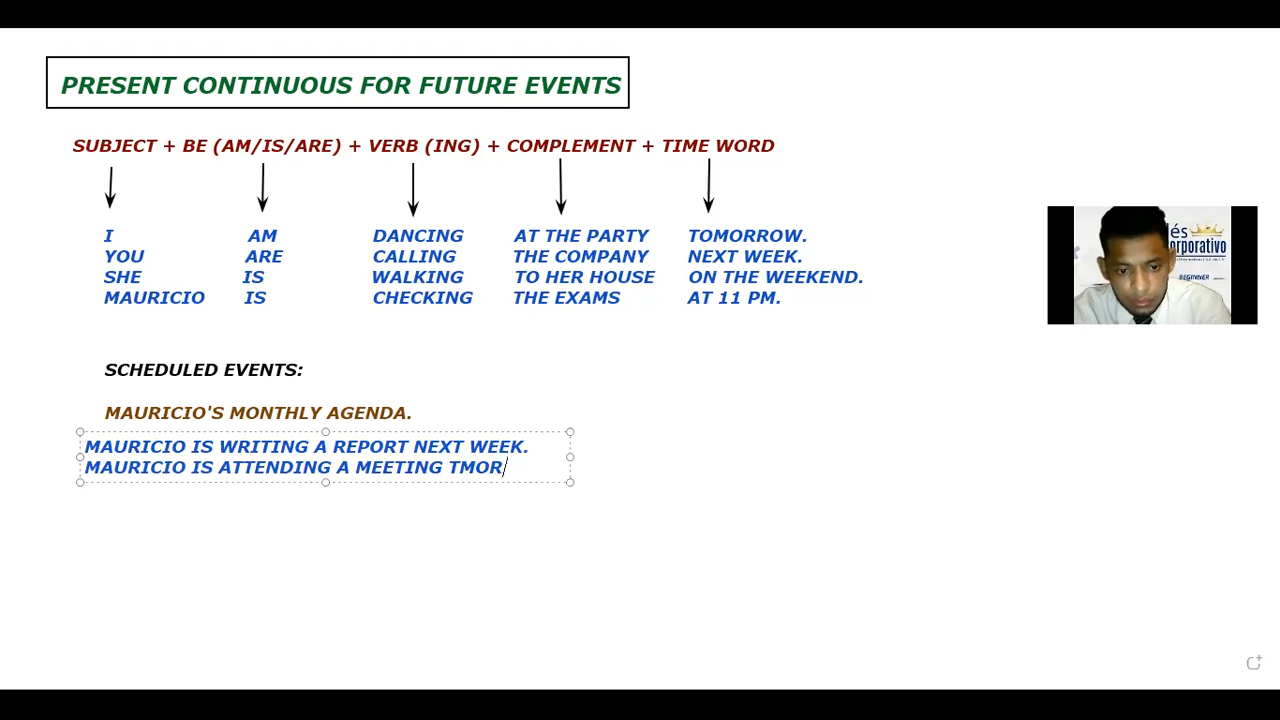 PRESENT CONTINUOUS FOR FUTURE EVENTS
SUBJECT + BE (AM/IS/ARE) + VERB (ING) + COMPLEMENT + TIME WORD
I AM DANCING AT THE PARTY TOMORROW.
YOU ARE CALLING THE COMPANY NEXT WEEK.
SHE IS WALKING TO HER HOUSE ON THE WEEKEND.
MAURICIO IS CHECKING THE EXAMS AT 11 PM.
SCHEDULED EVENTS:
MAURICIO'S MONTHLY AGENDA.
MAURICIO IS WRITING A REPORT NEXT WEEK.
MAURICIO IS ATTENDING A MEETING TMOR
lés
orporativo
BEGINNER